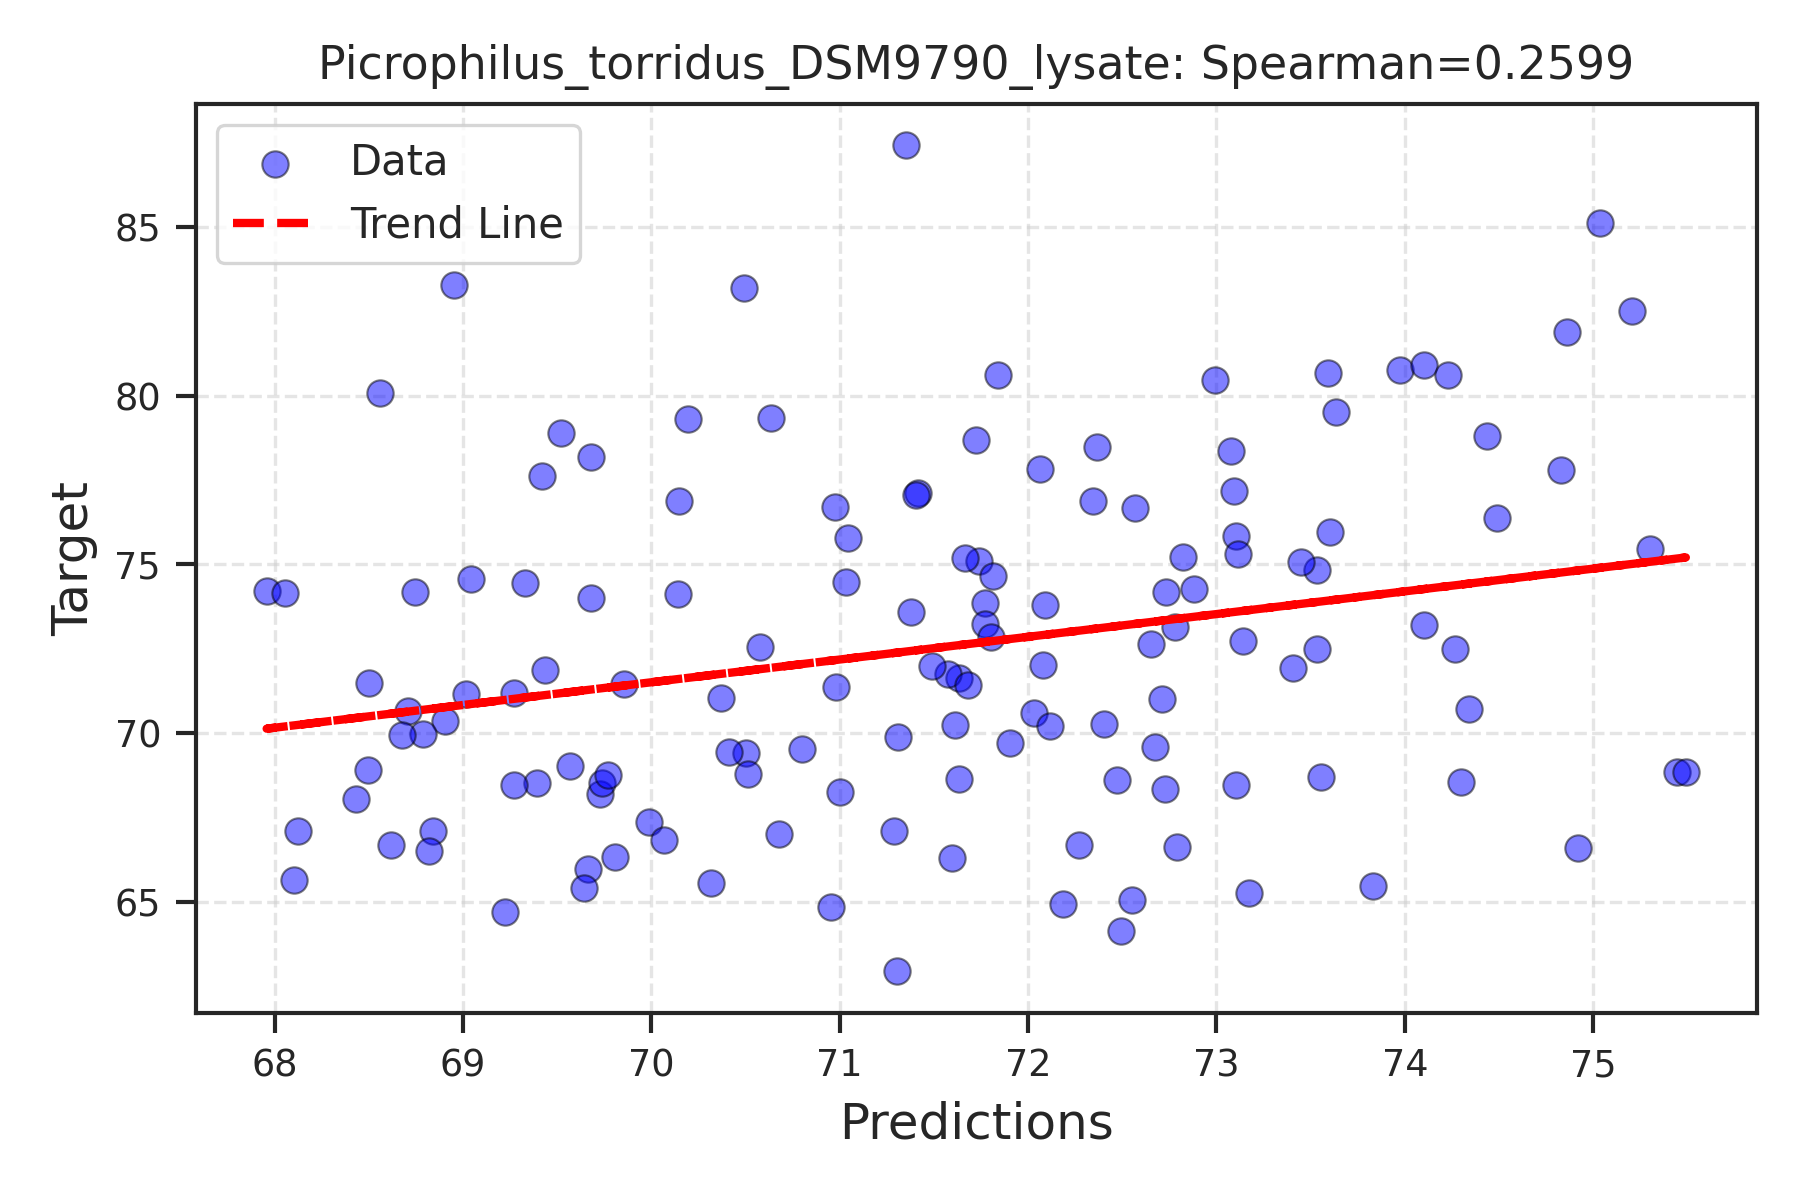 Picrophilus_torridus_DSM9790_lysate: Spearman=0.2599
Data
Trend Line
85
80
75
70
65
Target
68 69 70 71 72 73 74 75
Predictions